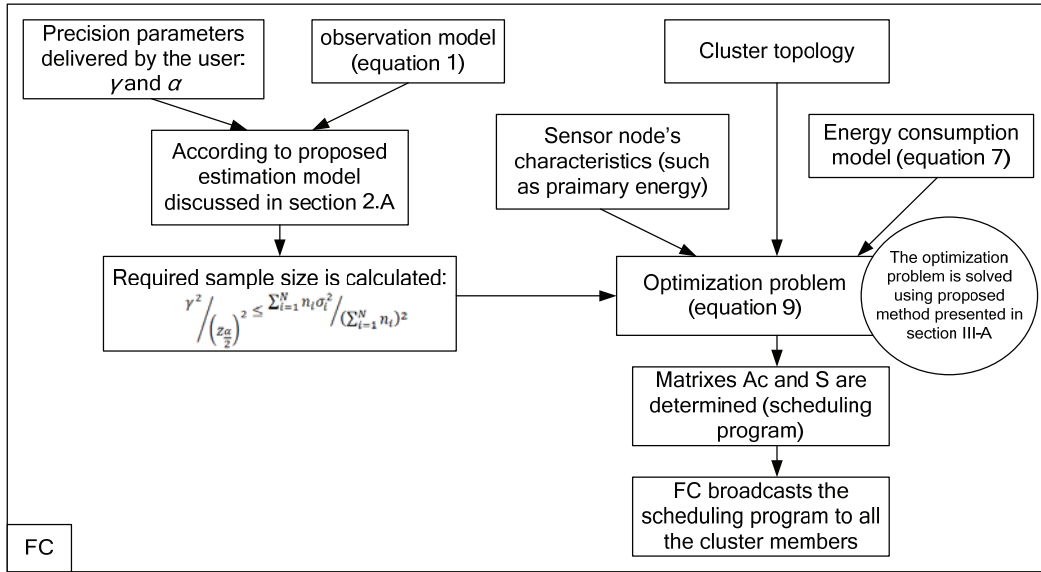 Precision parameters
delivered by the user:
γ and α
observation model
(equation 1)
Cluster topology
According to proposed
estimation model
discussed in section 2.A
Sensor node's
characteristics (such
as praimary energy)
Energy consumption
model (equation 7)
Required sample size is calculated:
γ²/(z_{α/2})² ≤ ∑_{i=1}^{N} n_i σ_i² / (∑_{i=1}^{N} n_i)²
Optimization problem
(equation 9)
The optimization
problem is solved
using proposed
method presented in
section III-A
Matrixes Ac and S are
determined (scheduling
program)
FC broadcasts the
scheduling program to all
the cluster members
FC